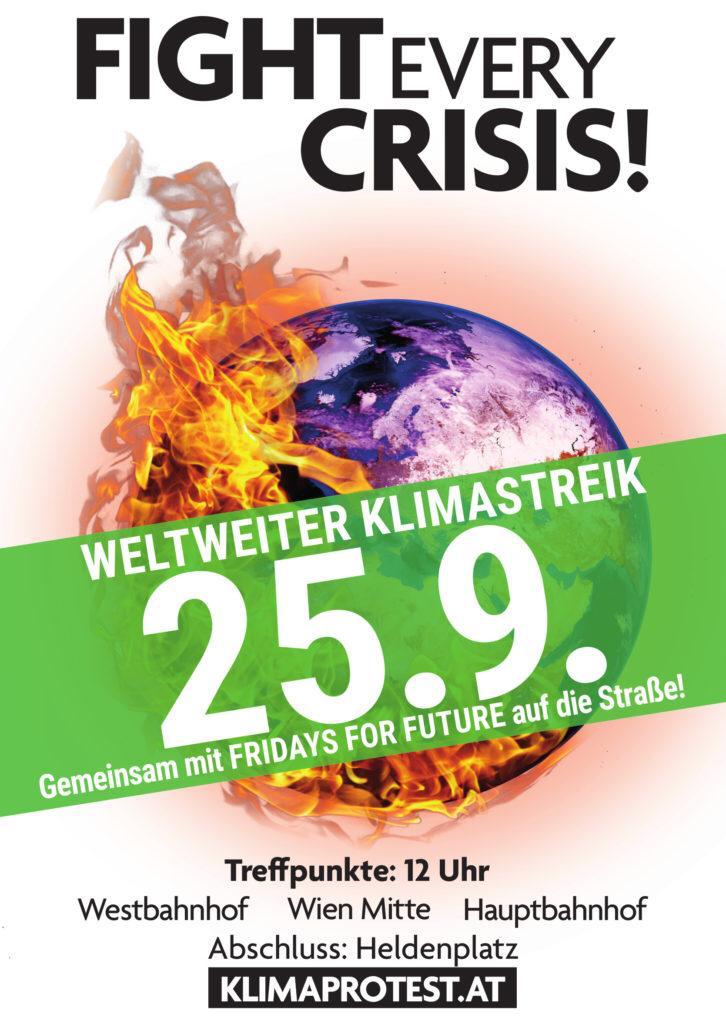 FIGHT EVERY
CRISIS!
WELTWEITER KLIMASTREIK
25.9.
Gemeinsam mit FRIDAYS FOR FUTURE auf die Straße!
Treffpunkte: 12 Uhr
Westbahnhof Wien Mitte Hauptbahnhof
Abschluss: Heldenplatz
KLIMAPROTEST.AT